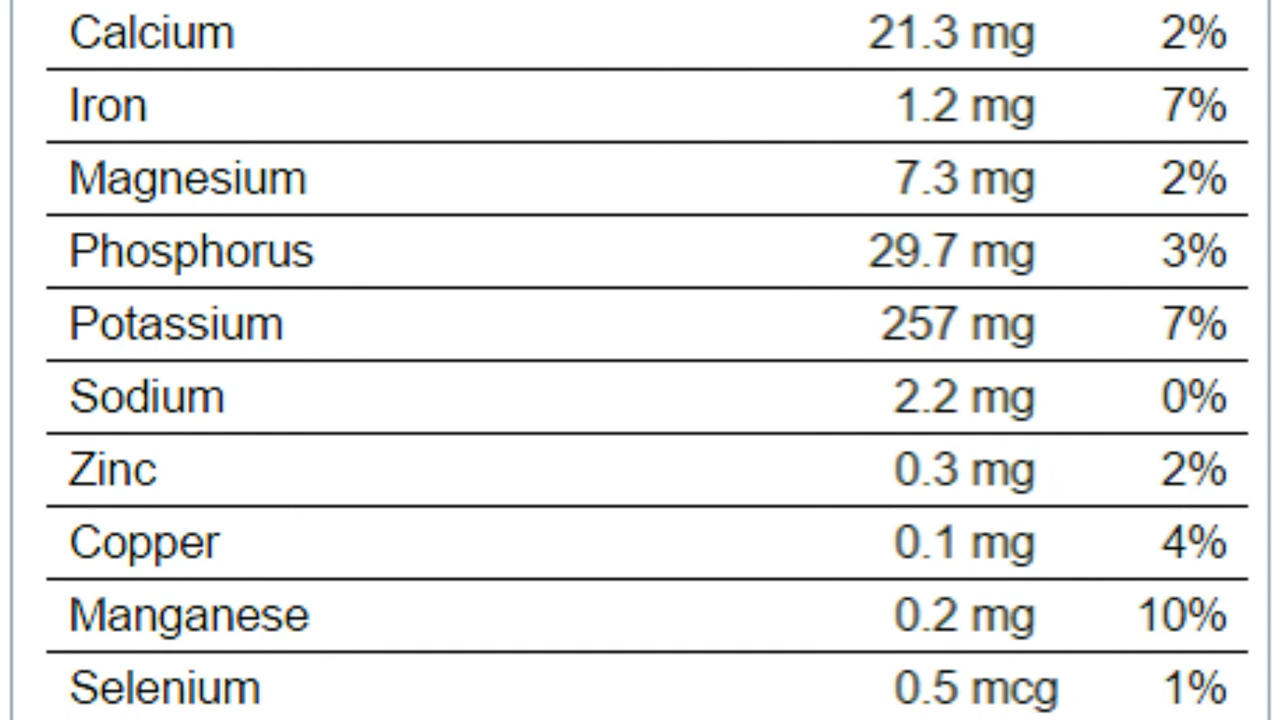 Calcium 21.3 mg 2%
Iron 1.2 mg 7%
Magnesium 7.3 mg 2%
Phosphorus 29.7 mg 3%
Potassium 257 mg 7%
Sodium 2.2 mg 0%
Zinc 0.3 mg 2%
Copper 0.1 mg 4%
Manganese 0.2 mg 10%
Selenium 0.5 mcg 1%